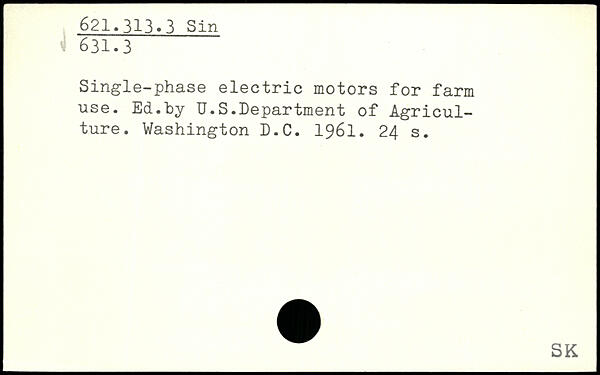 621.313.3 Sin
631.3
Single-phase electric motors for farm
use. Ed.by U.S.Department of Agricul-
ture. Washington D.C. 1961. 24 s.
SK